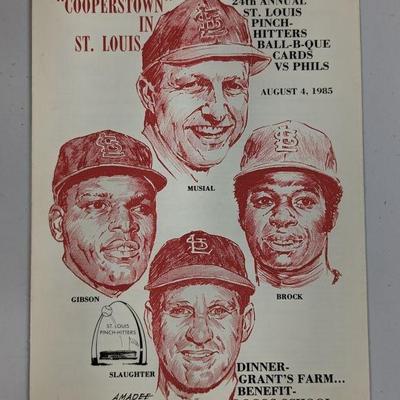 "COOPERSTOWN"
IN
ST. LOUIS
24th ANNUAL
ST. LOUIS
PINCH-
HITTERS
BALL-B-QUE
CARDS
VS PHILS
AUGUST 4, 1985
MUSIAL
GIBSON
BROCK
ST. LOUIS
PINCH-HITTERS
SLAUGHTER
AMADEE
DINNER-
GRANT'S FARM...
BENEFIT-